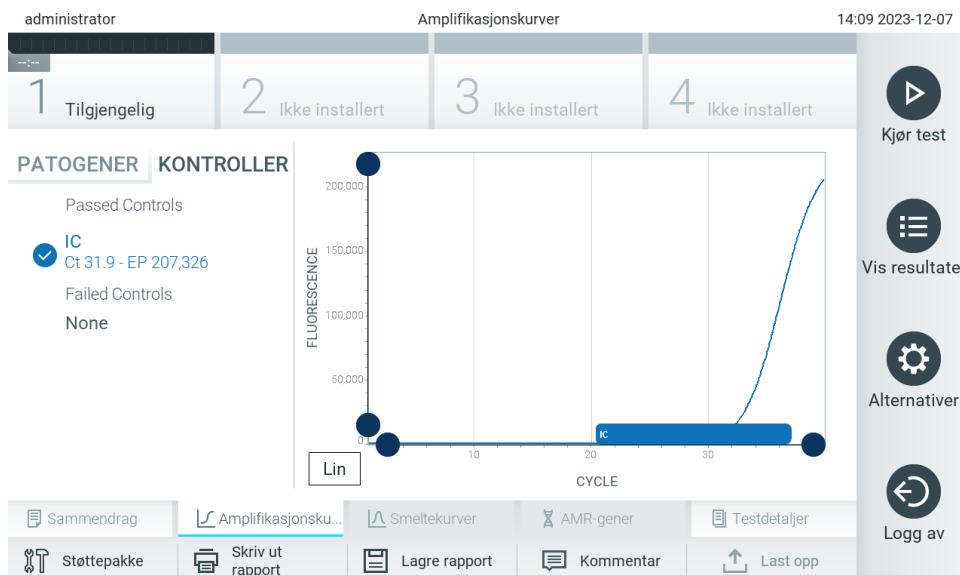 administrator
Amplifikasjonskurver
14:09 2023-12-07
--:--
1 Tilgjengelig
2 Ikke installert
3 Ikke installert
4 Ikke installert
Kjør test
Vis resultate
Alternativer
Logg av
PATOGENER KONTROLLER
Passed Controls
IC
Ct 31.9 - EP 207,326
Failed Controls
None
FLUORESCENCE
200,000
150,000
100,000
50,000
0
IC
10 20 30
CYCLE
Lin
Sammendrag
Amplifikasjonsku...
Smeltekurver
AMR-gener
Testdetaljer
Støttepakke
Skriv ut
rapport
Lagre rapport
Kommentar
Last opp